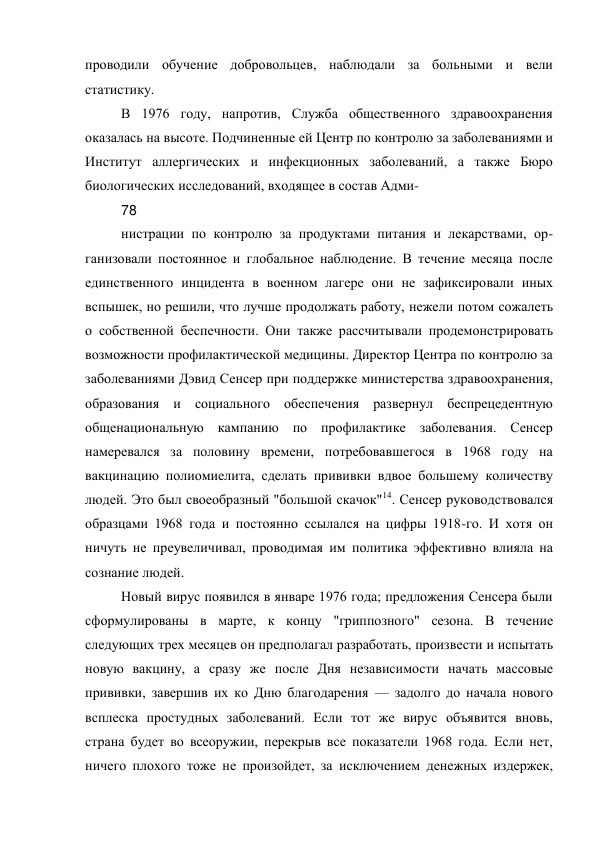 проводили обучение добровольцев, наблюдали за больными и вели
статистику.
В 1976 году, напротив, Служба общественного здравоохранения
оказалась на высоте. Подчиненные ей Центр по контролю за заболеваниями и
Институт аллергических и инфекционных заболеваний, а также Бюро
биологических исследований, входящее в состав Адми-
78
нистрации по контролю за продуктами питания и лекарствами, ор-
ганизовали постоянное и глобальное наблюдение. В течение месяца после
единственного инцидента в военном лагере они не зафиксировали иных
вспышек, но решили, что лучше продолжать работу, нежели потом сожалеть
о собственной беспечности. Они также рассчитывали продемонстрировать
возможности профилактической медицины. Директор Центра по контролю за
заболеваниями Дэвид Сенсер при поддержке министерства здравоохранения,
образования и социального обеспечения развернул беспрецедентную
общенациональную кампанию по профилактике заболевания. Сенсер
намеревался за половину времени, потребовавшегося в 1968 году на
вакцинацию полиомиелита, сделать прививки вдвое большему количеству
людей. Это был своеобразный "большой скачок"14. Сенсер руководствовался
образцами 1968 года и постоянно ссылался на цифры 1918-го. И хотя он
ничуть не преувеличивал, проводимая им политика эффективно влияла на
сознание людей.
Новый вирус появился в январе 1976 года; предложения Сенсера были
сформулированы в марте, к концу "гриппозного" сезона. В течение
следующих трех месяцев он предполагал разработать, произвести и испытать
новую вакцину, а сразу же после Дня независимости начать массовые
прививки, завершив их ко Дню благодарения — задолго до начала нового
всплеска простудных заболеваний. Если тот же вирус объявится вновь,
страна будет во всеоружии, перекрыв все показатели 1968 года. Если нет,
ничего плохого тоже не произойдет, за исключением денежных издержек,